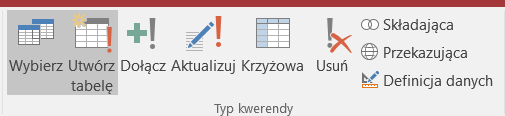 Wybierz
Utwórz
tabelę
Dołącz
Aktualizuj
Krzyżowa
Usuń
Składająca
Przekazująca
Definicja danych
Typ kwerendy